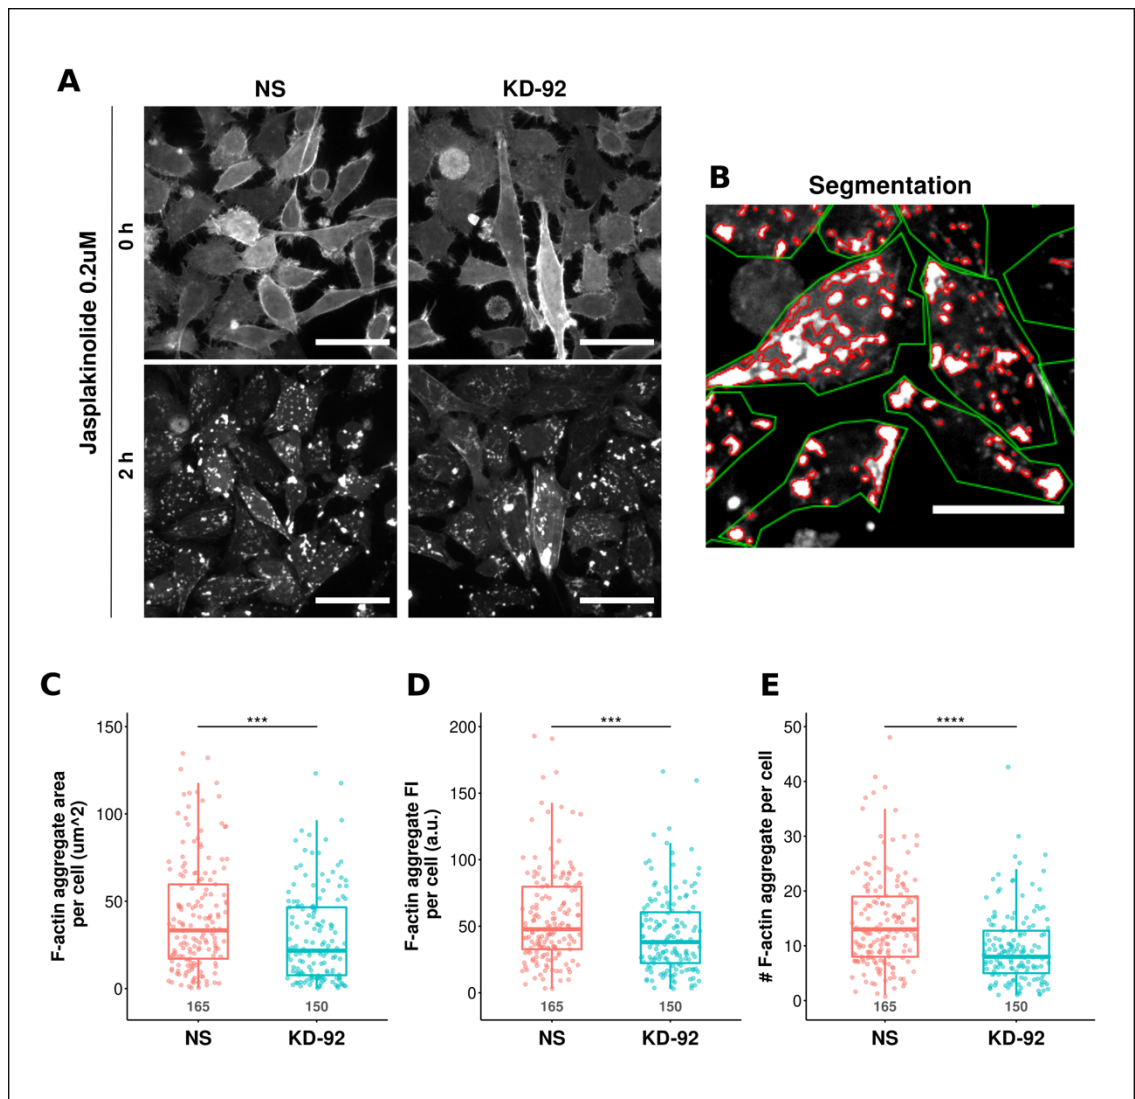 A
NS
KD-92
Jasplakinolide 0.2uM
0 h
2 h
B
Segmentation
C
F-actin aggregate area
per cell (um^2)
150
100
50
0
***
165
150
NS
KD-92
D
F-actin aggregate FI
per cell (a.u.)
200
150
100
50
0
***
165
150
NS
KD-92
E
# F-actin aggregate per cell
50
40
30
20
10
0
****
165
150
NS
KD-92